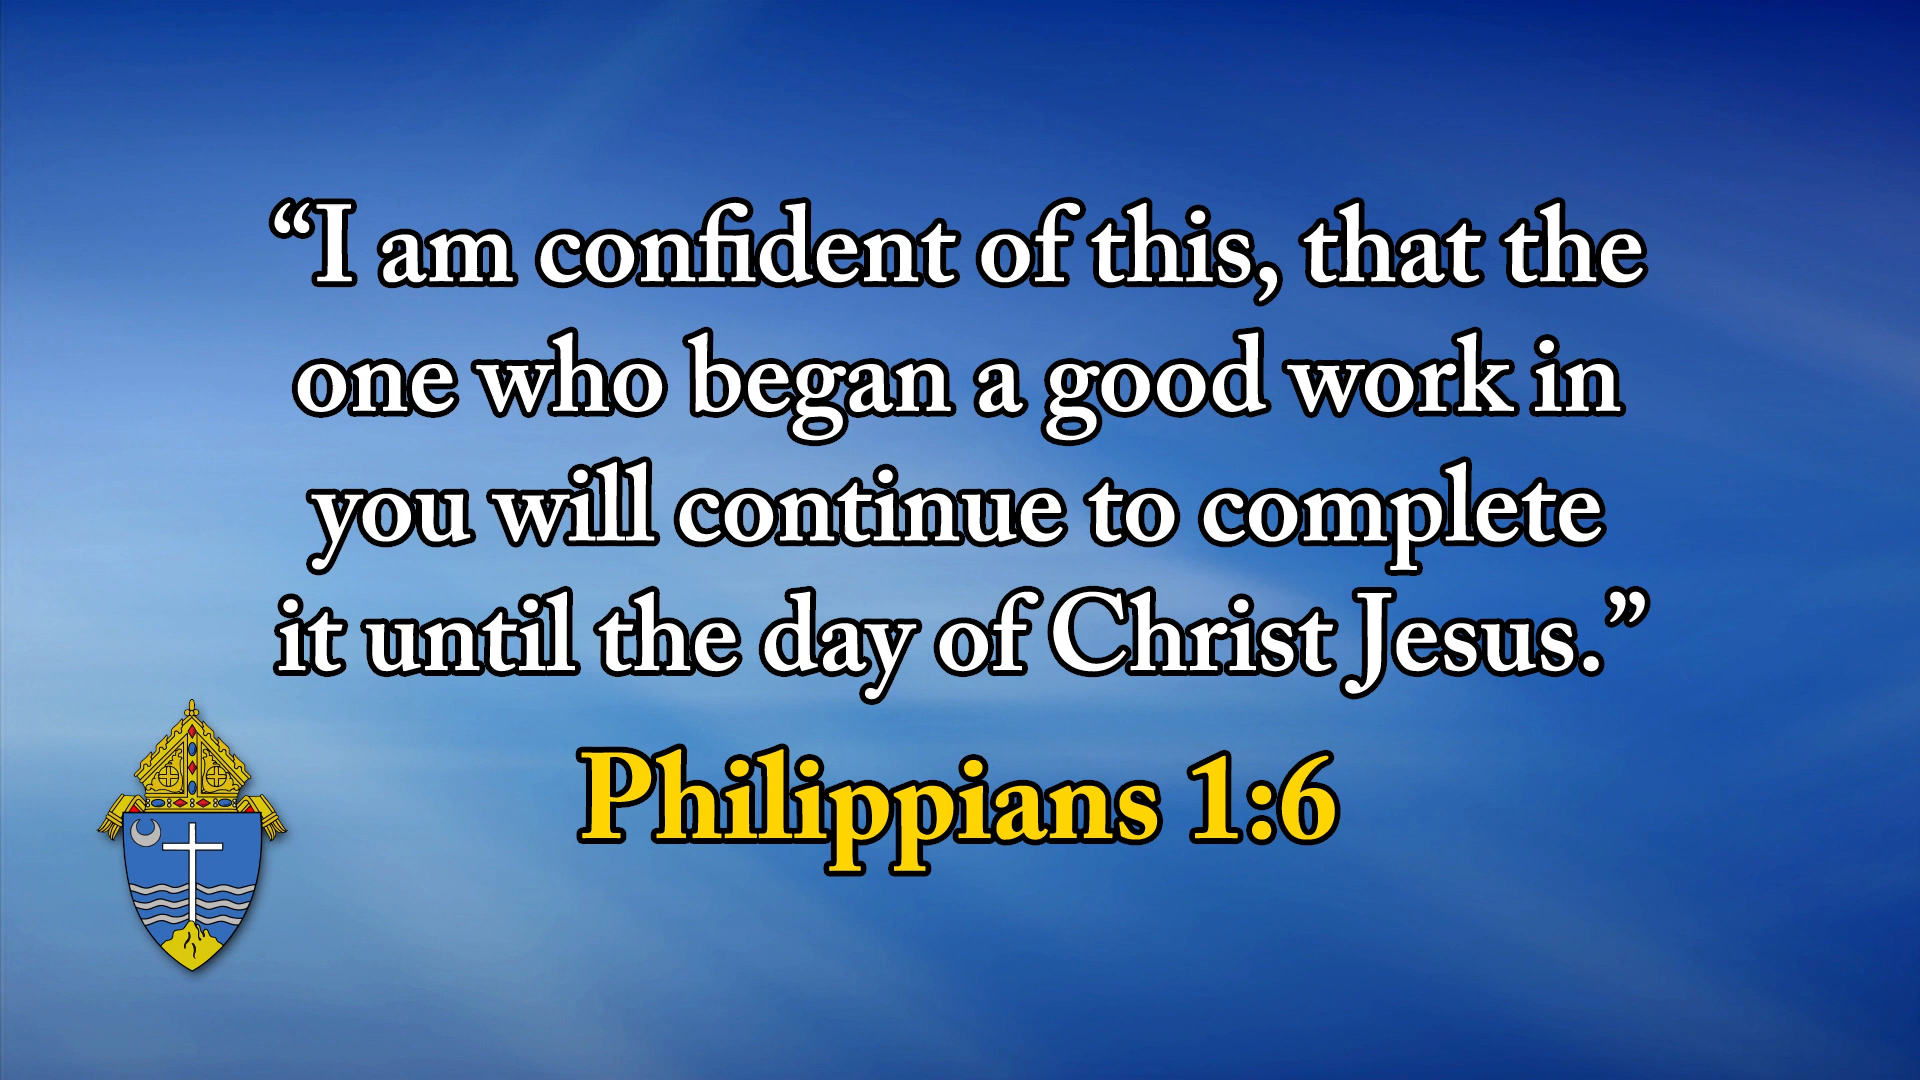 “I am confident of this, that the
one who began a good work in
you will continue to complete
it until the day of Christ Jesus.”
Philippians 1:6